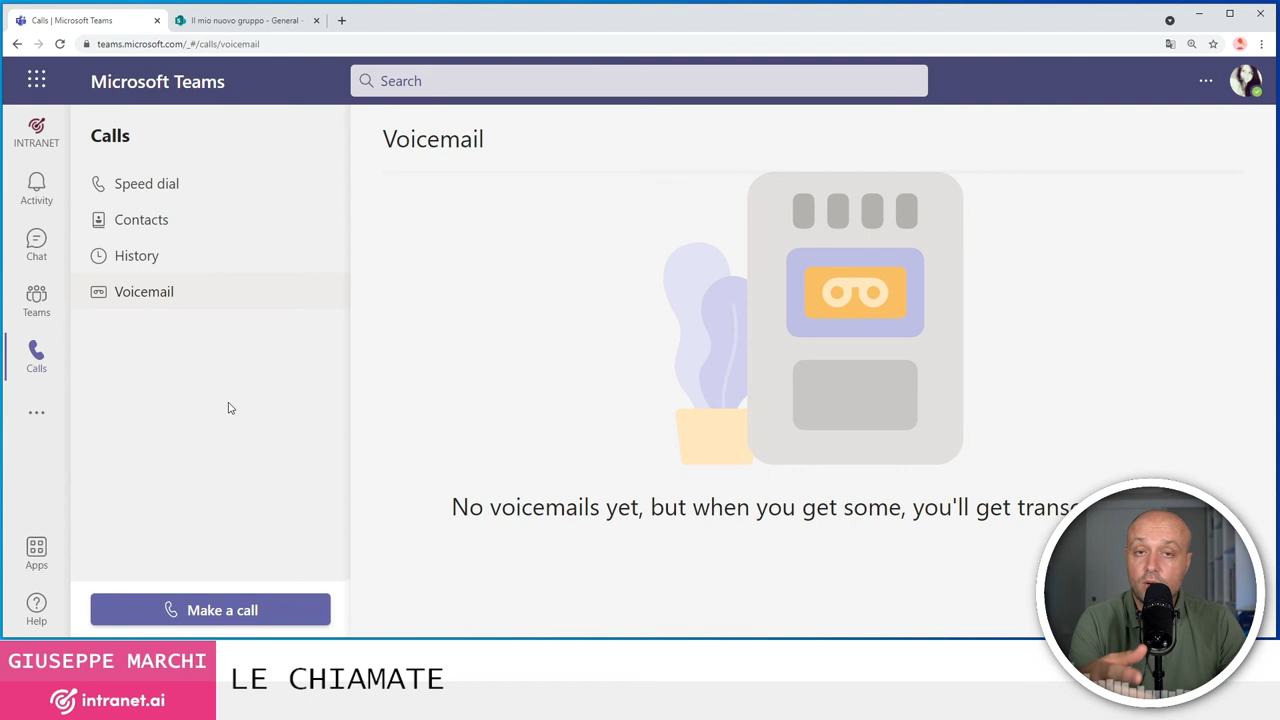 Calls | Microsoft Teams
Il mio nuovo gruppo - General -
teams.microsoft.com/_#/calls/voicemail
Microsoft Teams
Search
INTRANET
Activity
Chat
Teams
Calls
Apps
Help
Calls
Speed dial
Contacts
History
Voicemail
Make a call
Voicemail
No voicemails yet, but when you get some, you'll get
GIUSEPPE MARCHI
intranet.ai
LE CHIAMATE